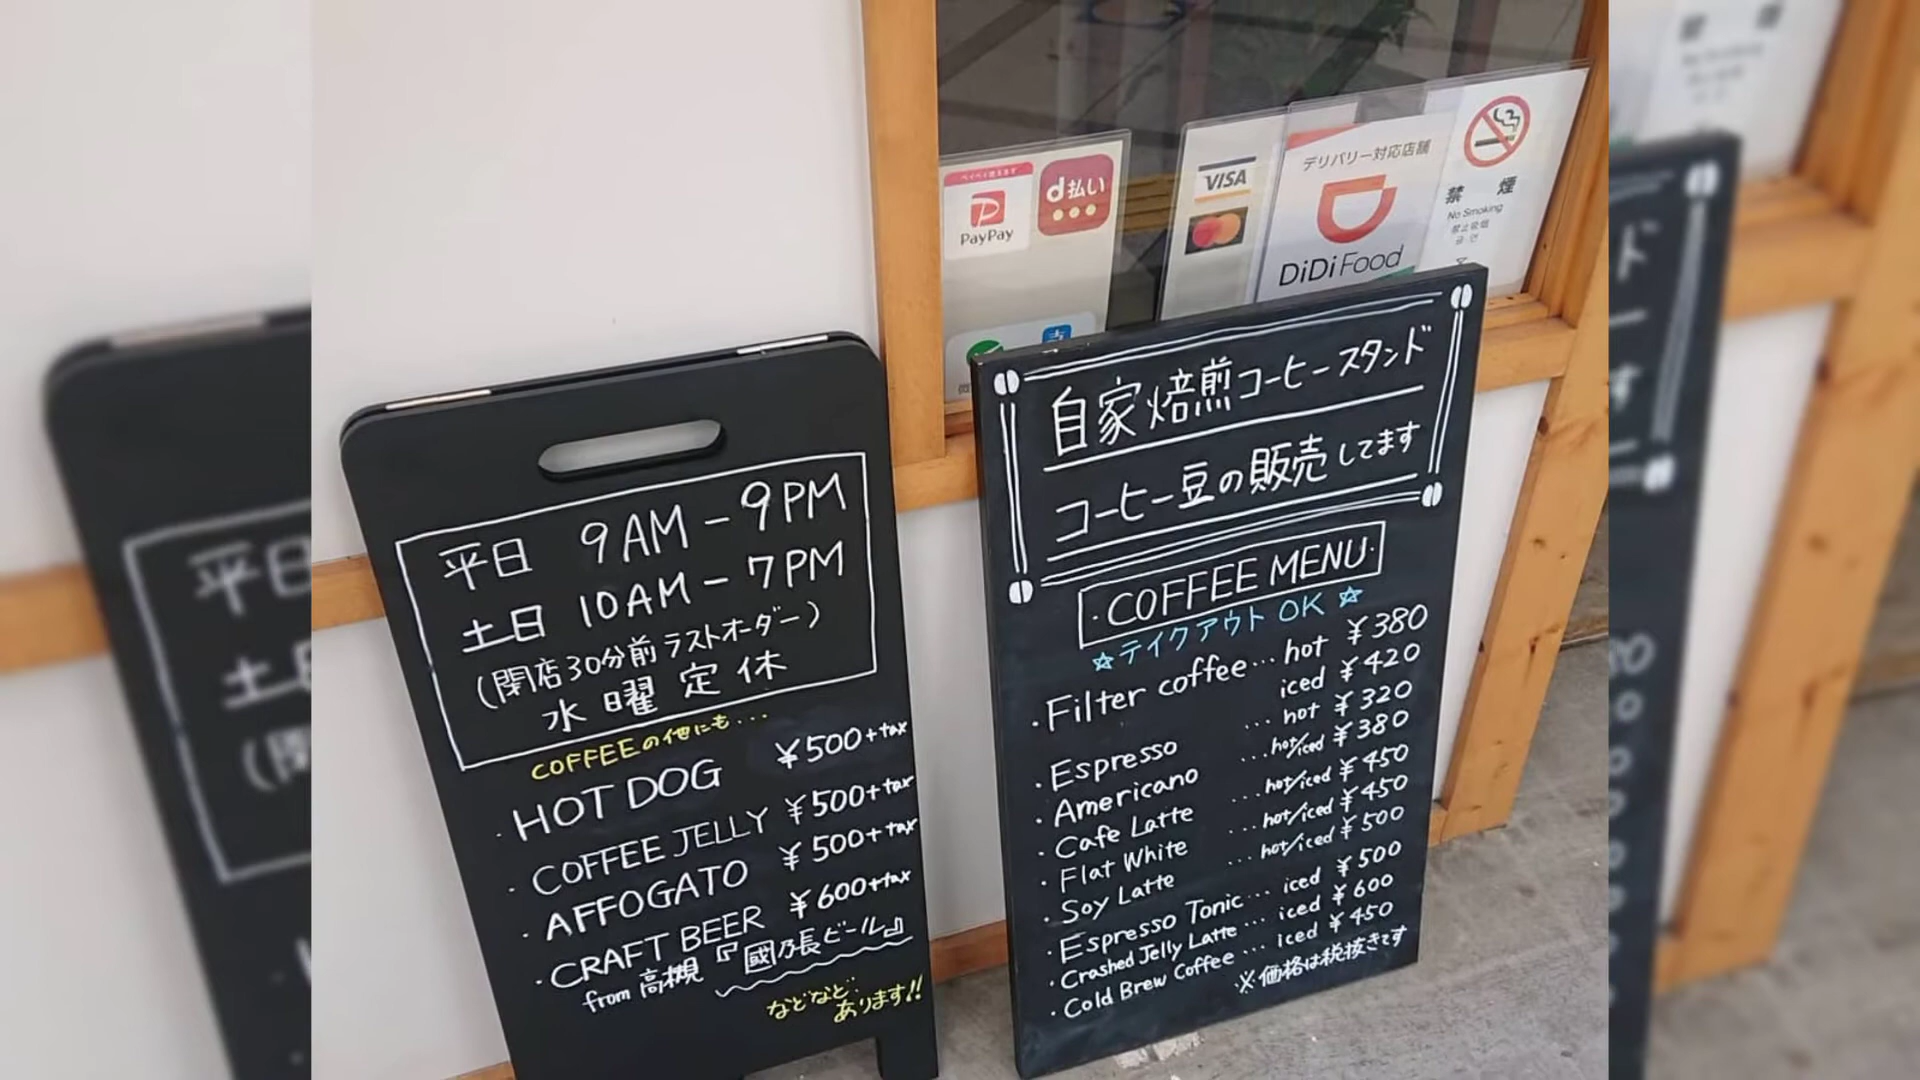 平日 9AM - 9PM
土日 10AM - 7PM
(閉店30分前ラストオーダー)
水曜定休
COFFEEの他にも...
・HOT DOG ¥500+tax
・COFFEE JELLY ¥500+tax
・AFFOGATO ¥500+tax
・CRAFT BEER ¥600+tax
from 高槻『國乃長ビール』
などなど
あります!!
PayPay
d払い
VISA
デリバリー対応店舗
DiDi Food
禁煙
No Smoking
自家焙煎コーヒースタンド
コーヒー豆の販売してます
・COFFEE MENU・
☆テイクアウト OK☆
・Filter coffee... hot ¥380
iced ¥420
・Espresso ... hot ¥320
・Americano ...hot/iced ¥380
・Cafe Latte ...hot/iced ¥450
・Flat White ...hot/iced ¥450
・Soy Latte ...hot/iced ¥500
・Espresso Tonic... iced ¥500
・Crashed Jelly Latte... iced ¥600
・Cold Brew Coffee ... iced ¥450
※価格は税抜きです